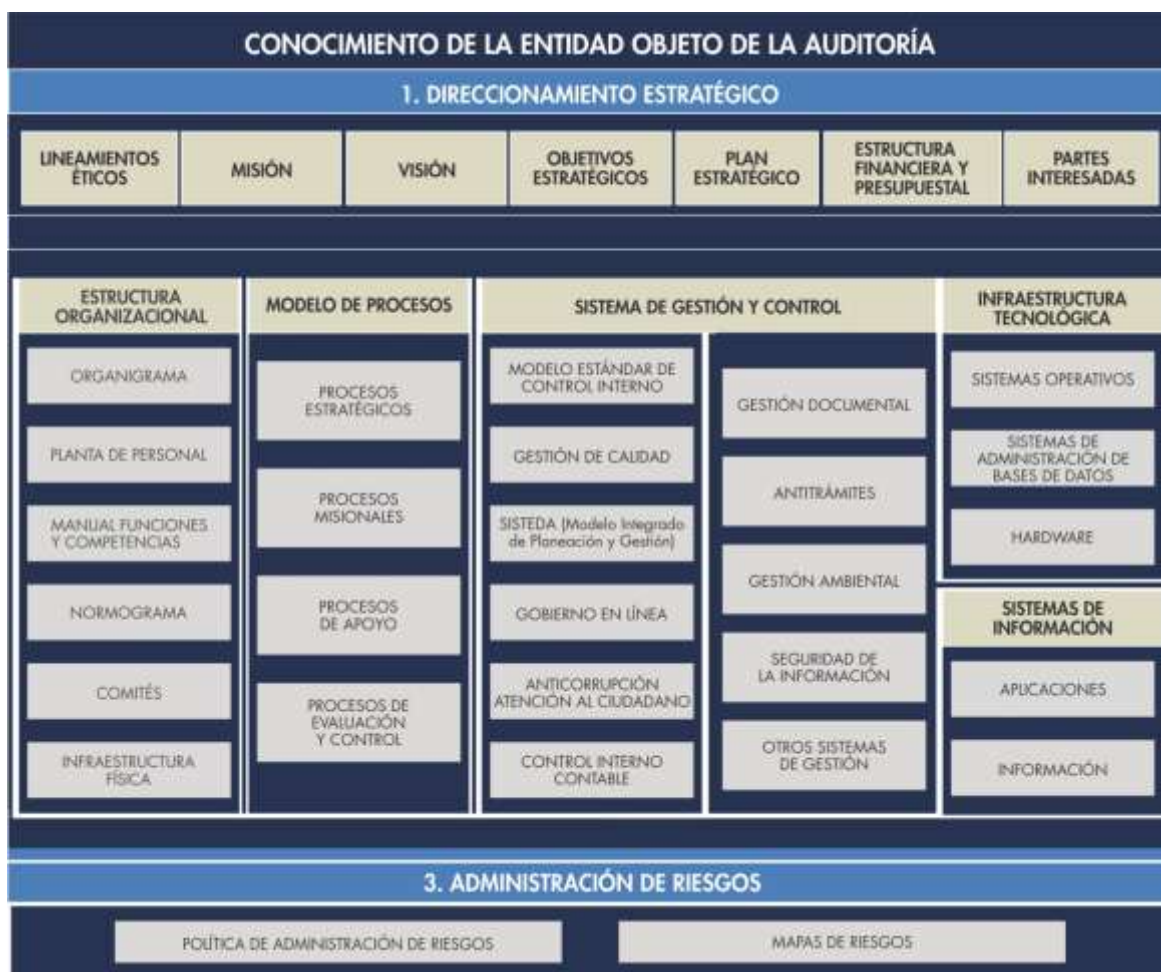 CONOCIMIENTO DE LA ENTIDAD OBJETO DE LA AUDITORÍA
1. DIRECCIONAMIENTO ESTRATÉGICO
LINEAMIENTOS
ÉTICOS
MISIÓN
VISIÓN
OBJETIVOS
ESTRATÉGICOS
PLAN
ESTRATÉGICO
ESTRUCTURA
FINANCIERA Y
PRESUPUESTAL
PARTES
INTERESADAS
ESTRUCTURA
ORGANIZACIONAL
ORGANIGRAMA
PLANTA DE PERSONAL
MANUAL FUNCIONES
Y COMPETENCIAS
NORMOGRAMA
COMITÉS
INFRAESTRUCTURA
FÍSICA
MODELO DE PROCESOS
PROCESOS
ESTRATÉGICOS
PROCESOS
MISIONALES
PROCESOS
DE APOYO
PROCESOS DE
EVALUACIÓN
Y CONTROL
SISTEMA DE GESTIÓN Y CONTROL
MODELO ESTÁNDAR DE
CONTROL INTERNO
GESTIÓN DE CALIDAD
SISTEDA (Modelo Integrado
de Planeación y Gestión)
GOBIERNO EN LÍNEA
ANTICORRUPCIÓN
ATENCIÓN AL CIUDADANO
CONTROL INTERNO
CONTABLE
GESTIÓN DOCUMENTAL
ANTITRÁMITES
GESTIÓN AMBIENTAL
SEGURIDAD DE
LA INFORMACIÓN
OTROS SISTEMAS
DE GESTIÓN
INFRAESTRUCTURA
TECNOLÓGICA
SISTEMAS OPERATIVOS
SISTEMAS DE
ADMINISTRACIÓN DE
BASES DE DATOS
HARDWARE
SISTEMAS DE
INFORMACIÓN
APLICACIONES
INFORMACIÓN
3. ADMINISTRACIÓN DE RIESGOS
POLÍTICA DE ADMINISTRACIÓN DE RIESGOS
MAPAS DE RIESGOS